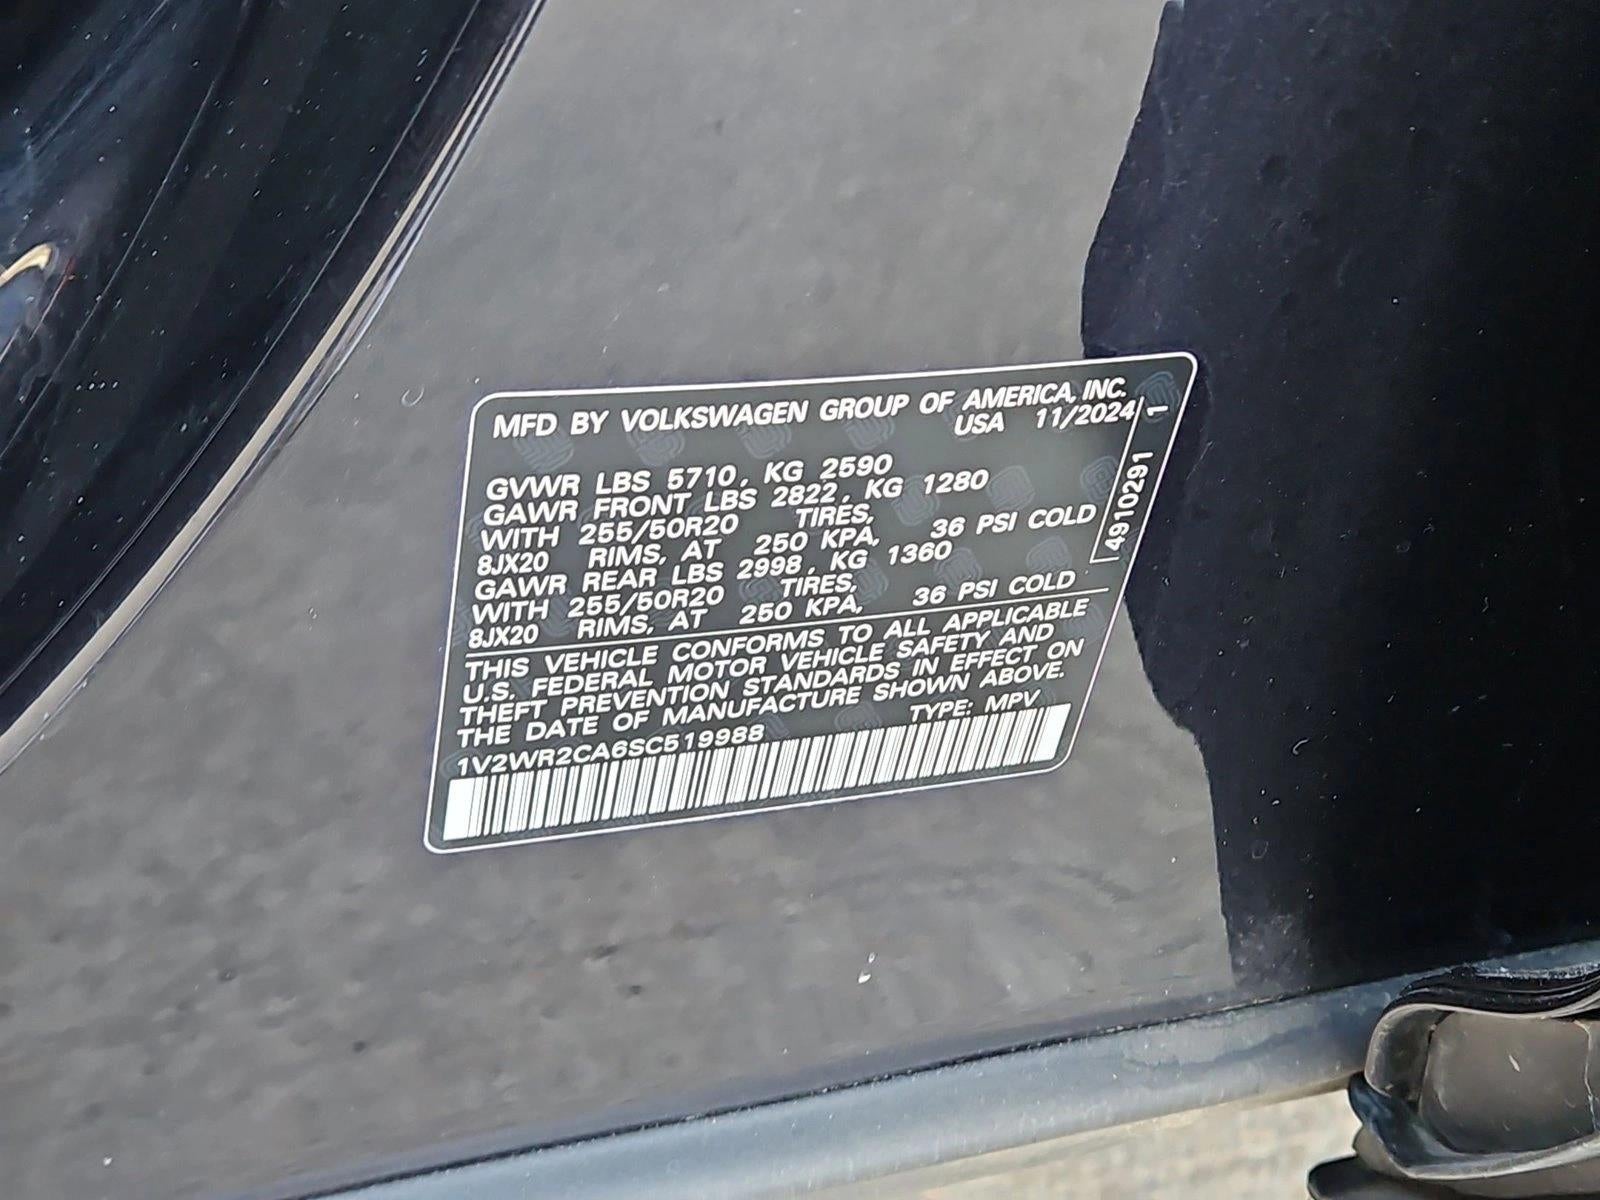 MFD BY VOLKSWAGEN GROUP OF AMERICA, INC.
USA 11/2024
GVWR LBS 5710, KG 2590
GAWR FRONT LBS 2822, KG 1280
WITH 255/50R20 TIRES,
8JX20 RIMS, AT 250 KPA, 36 PSI COLD
GAWR REAR LBS 2998, KG 1360
WITH 255/50R20 TIRES,
8JX20 RIMS, AT 250 KPA, 36 PSI COLD
THIS VEHICLE CONFORMS TO ALL APPLICABLE
U.S. FEDERAL MOTOR VEHICLE SAFETY AND
THEFT PREVENTION STANDARDS IN EFFECT ON
THE DATE OF MANUFACTURE SHOWN ABOVE.
1V2WR2CA6SC519988 TYPE: MPV
4910291 1